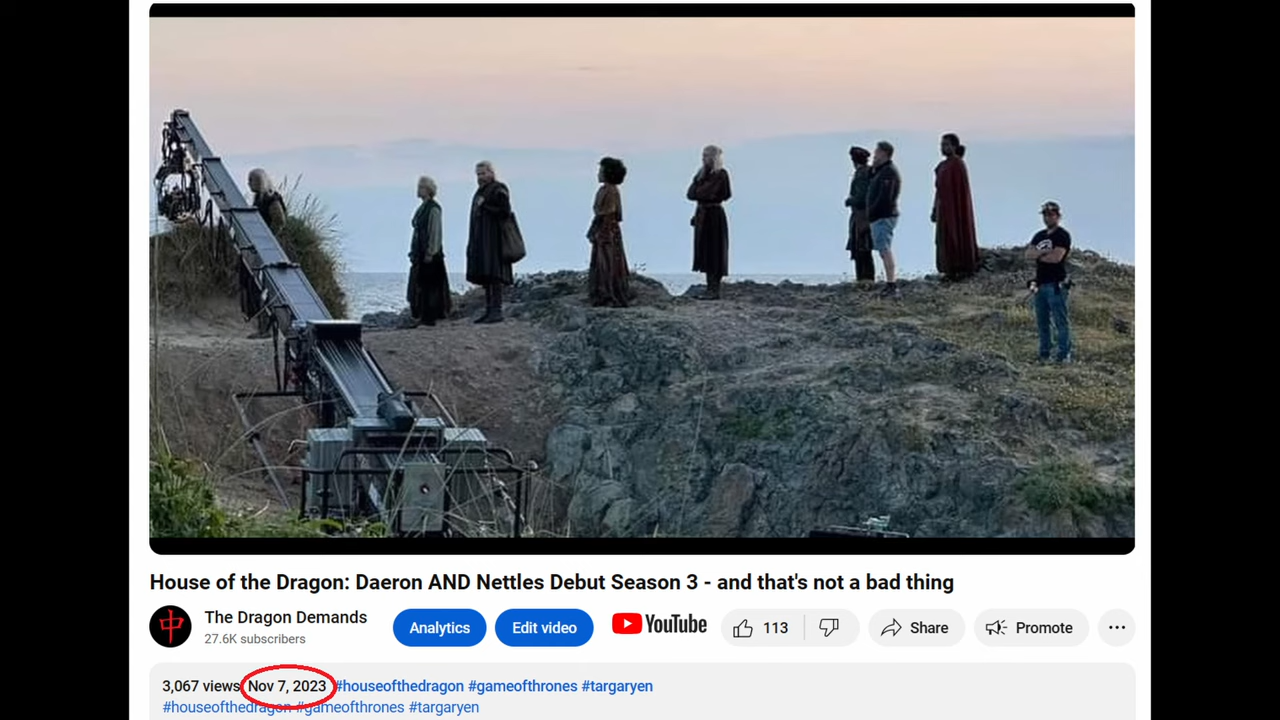 House of the Dragon: Daeron AND Nettles Debut Season 3 - and that's not a bad thing
中
The Dragon Demands
27.6K subscribers
Analytics
Edit video
YouTube
113
Share
Promote
3,067 views Nov 7, 2023 #houseofthedragon #gameofthrones #targaryen
#houseofthedragon #gameofthrones #targaryen